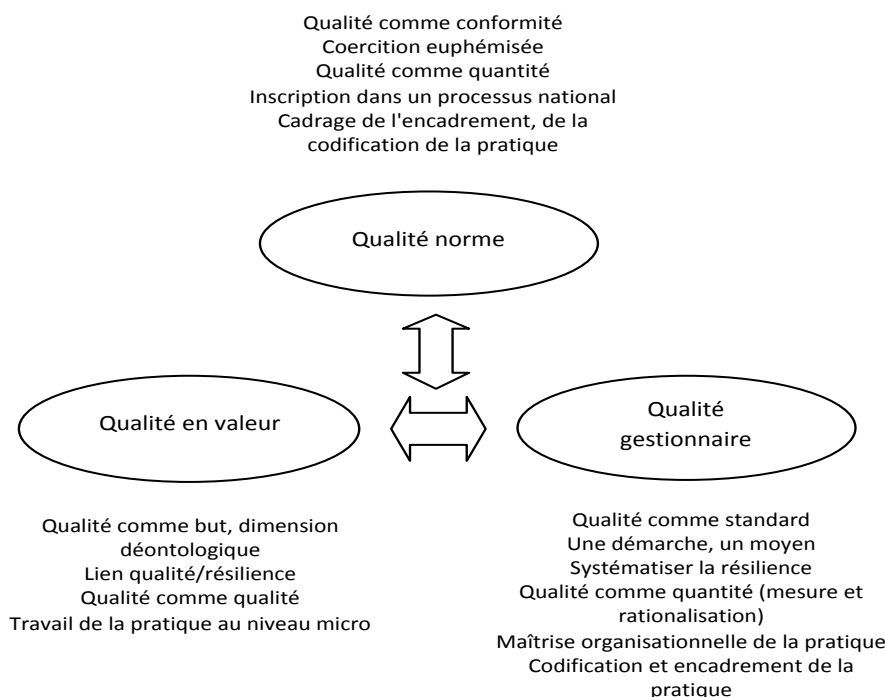 Qualité comme conformité
Coercition euphémisée
Qualité comme quantité
Inscription dans un processus national
Cadrage de l'encadrement, de la
codification de la pratique
Qualité norme
Qualité en valeur
Qualité
gestionnaire
Qualité comme but, dimension
déontologique
Lien qualité/résilience
Qualité comme qualité
Travail de la pratique au niveau micro
Qualité comme standard
Une démarche, un moyen
Systématiser la résilience
Qualité comme quantité (mesure et
rationalisation)
Maîtrise organisationnelle de la pratique
Codification et encadrement de la
pratique